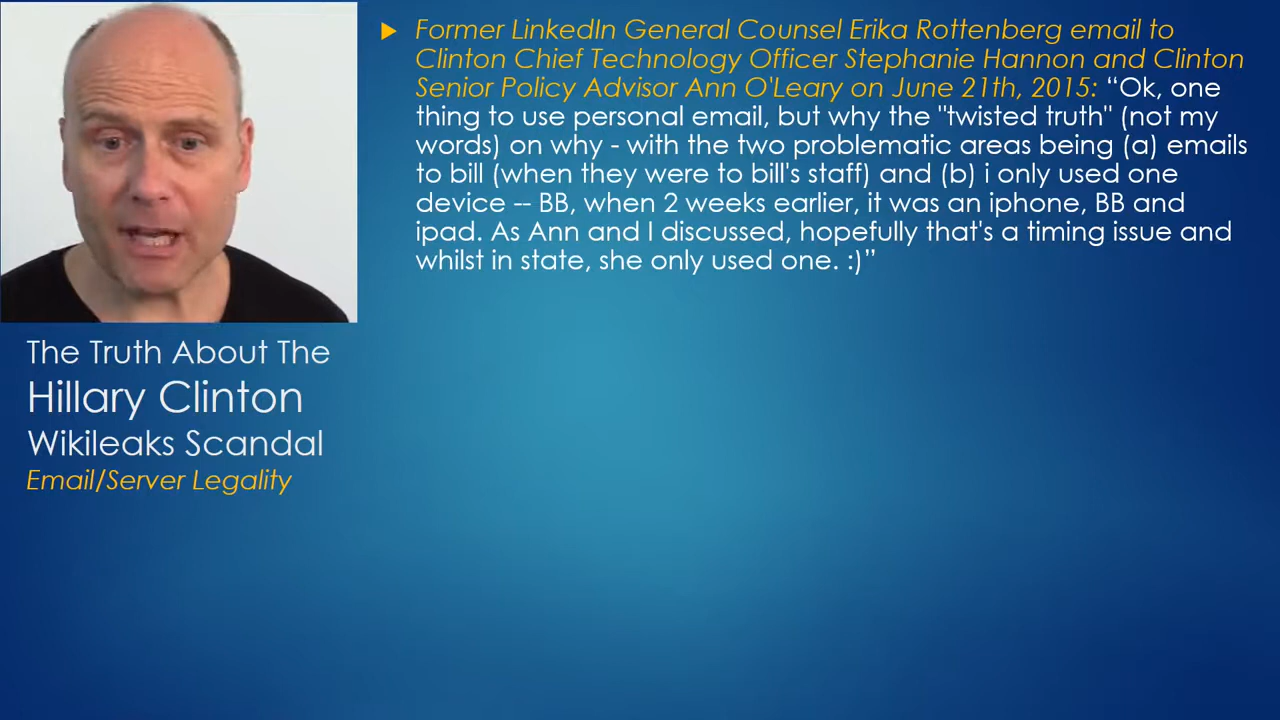 Former LinkedIn General Counsel Erika Rottenberg email to
Clinton Chief Technology Officer Stephanie Hannon and Clinton
Senior Policy Advisor Ann O'Leary on June 21th, 2015: “Ok, one
thing to use personal email, but why the "twisted truth" (not my
words) on why - with the two problematic areas being (a) emails
to bill (when they were to bill's staff) and (b) i only used one
device -- BB, when 2 weeks earlier, it was an iphone, BB and
ipad. As Ann and I discussed, hopefully that's a timing issue and
whilst in state, she only used one. :)”
The Truth About The
Hillary Clinton
Wikileaks Scandal
Email/Server Legality